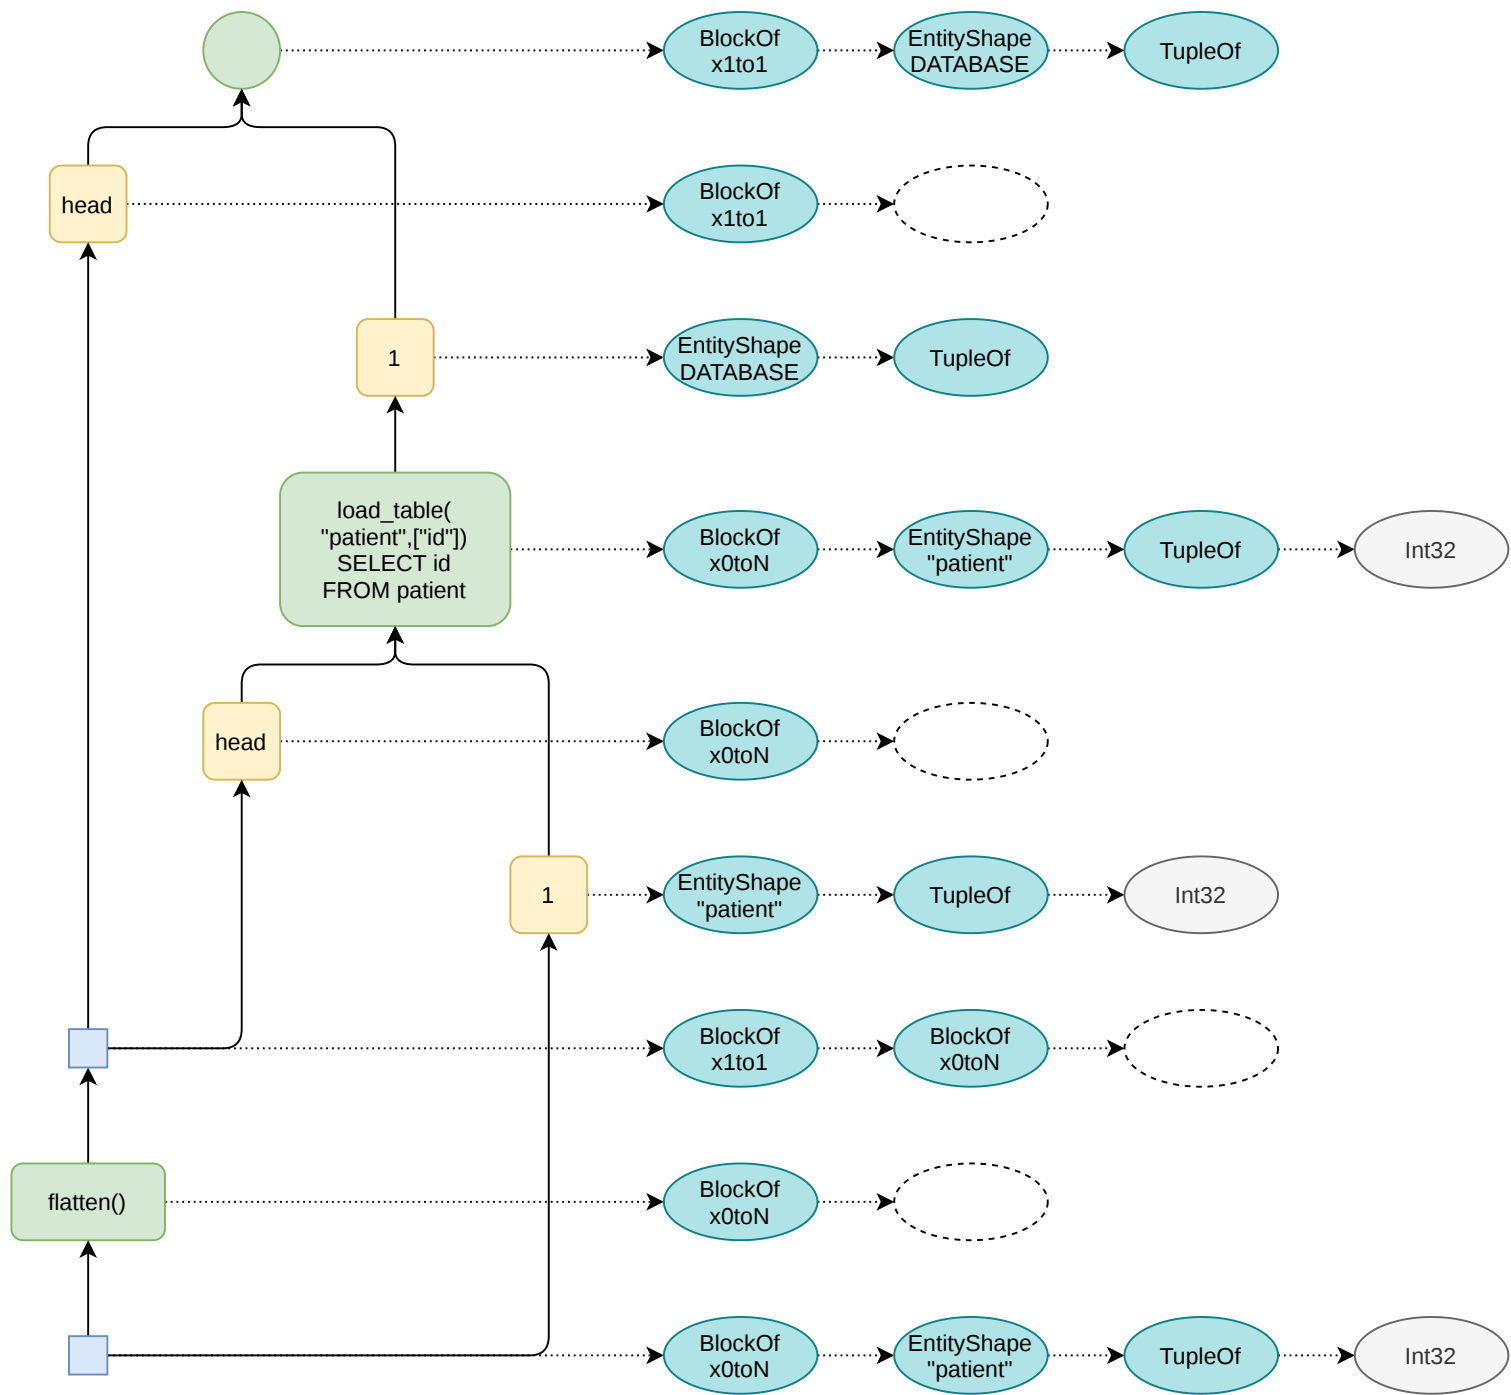 BlockOf
x1to1
EntityShape
DATABASE
TupleOf
head
BlockOf
x1to1
1
EntityShape
DATABASE
TupleOf
load_table(
"patient",["id"])
SELECT id
FROM patient
BlockOf
x0toN
EntityShape
"patient"
TupleOf
Int32
head
BlockOf
x0toN
1
EntityShape
"patient"
TupleOf
Int32
BlockOf
x1to1
BlockOf
x0toN
flatten()
BlockOf
x0toN
BlockOf
x0toN
EntityShape
"patient"
TupleOf
Int32